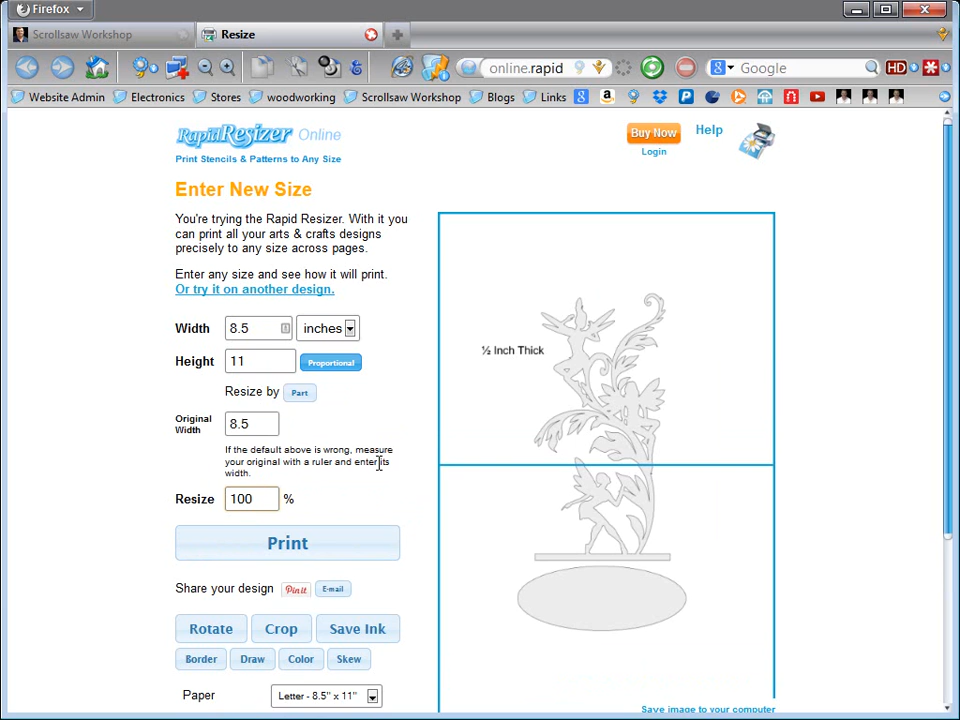 Firefox
Scrollsaw Workshop
Resize
online.rapid
Google
HD
Website Admin
Electronics
Stores
woodworking
Scrollsaw Workshop
Blogs
Links
RapidResizer Online
Print Stencils & Patterns to Any Size
Buy Now
Login
Help
Enter New Size
You're trying the Rapid Resizer. With it you
can print all your arts & crafts designs
precisely to any size across pages.
Enter any size and see how it will print.
Or try it on another design.
Width 8.5 inches
Height 11 Proportional
Resize by Part
Original
Width
8.5
If the default above is wrong, measure
your original with a ruler and enter its
width.
Resize 100 %
Print
Share your design Pin it E-mail
Rotate Crop Save Ink
Border Draw Color Skew
Paper Letter - 8.5" x 11"
½ Inch Thick
Save image to your computer